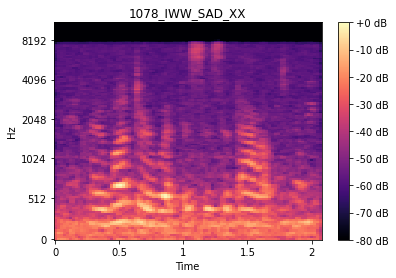 1078_IWW_SAD_XX
+0 dB
8192
-10 dB
4096
-20 dB
-30 dB
2048
Hz
-40 dB
1024
-50 dB
512
-60 dB
-70 dB
0
-80 dB
0
0.5
1
1.5
2
Time